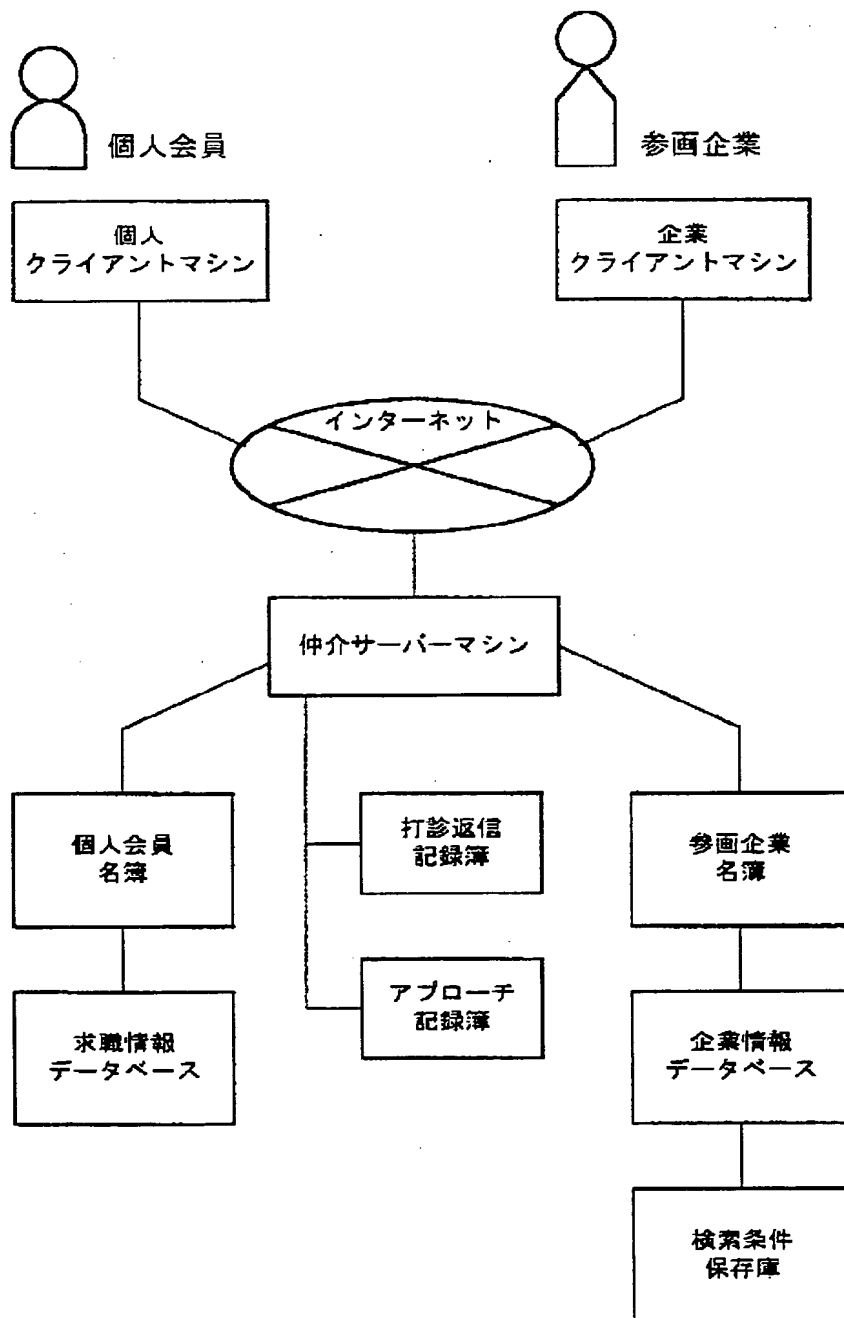 個人会員
参画企業
個人
クライアントマシン
企業
クライアントマシン
インターネット
仲介サーバーマシン
個人会員
名簿
打診返信
記録簿
参画企業
名簿
アプローチ
記録簿
求職情報
データベース
企業情報
データベース
検索条件
保存庫